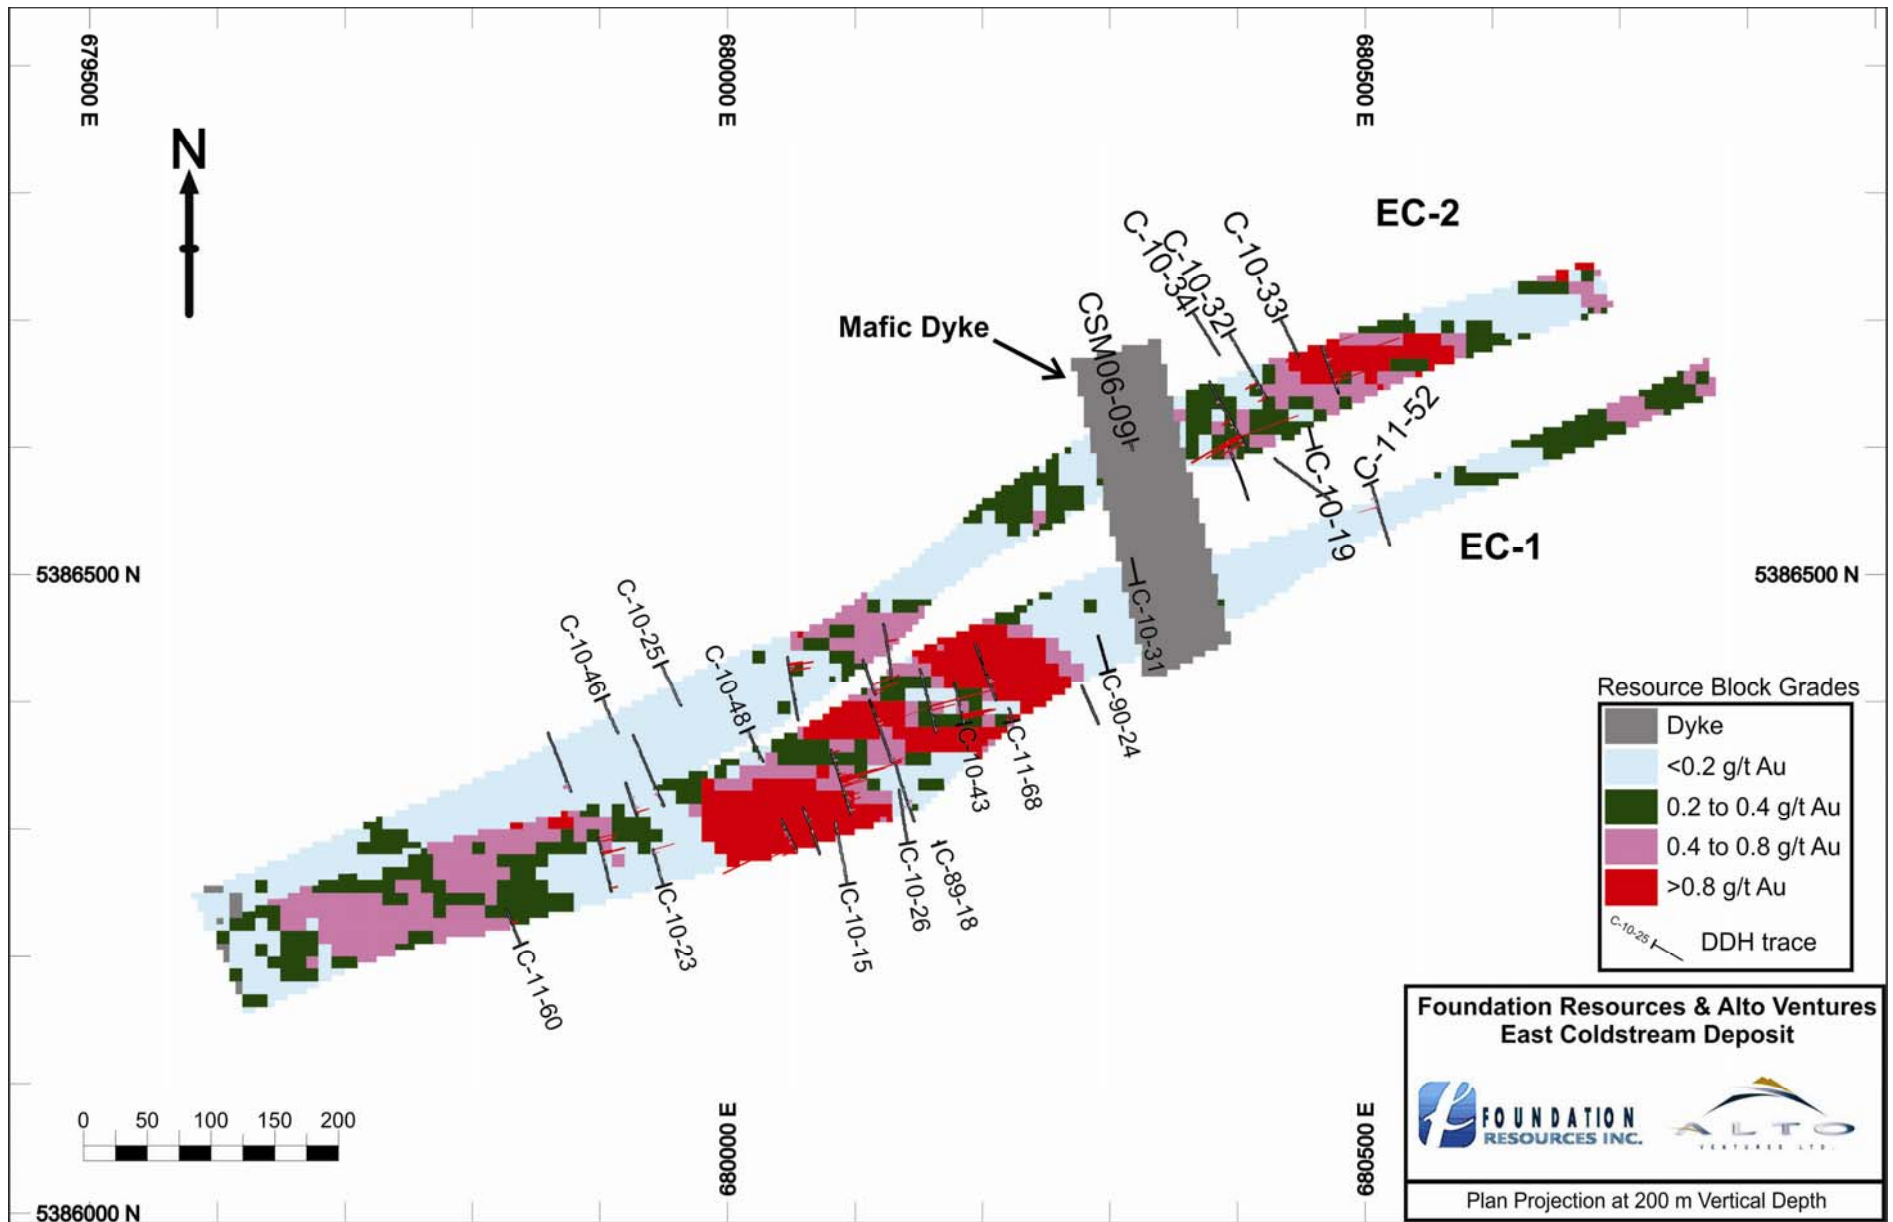 679500 E
680000 E
680500 E
N
EC-2
C-10-33
C-10-32
C-10-34
Mafic Dyke
CSM06-09
C-11-52
C-10-19
EC-1
5386500 N
5386500 N
C-10-25
C-10-46
C-10-48
C-10-31
C-90-24
C-11-68
C-10-43
C-89-18
C-10-26
C-10-15
C-10-23
C-11-60
Resource Block Grades
Dyke
<0.2 g/t Au
0.2 to 0.4 g/t Au
0.4 to 0.8 g/t Au
>0.8 g/t Au
C-10-25
DDH trace
Foundation Resources & Alto Ventures
East Coldstream Deposit
FOUNDATION
RESOURCES INC.
ALTO
VENTURES LTD.
Plan Projection at 200 m Vertical Depth
0 50 100 150 200
680000 E
680500 E
5386000 N